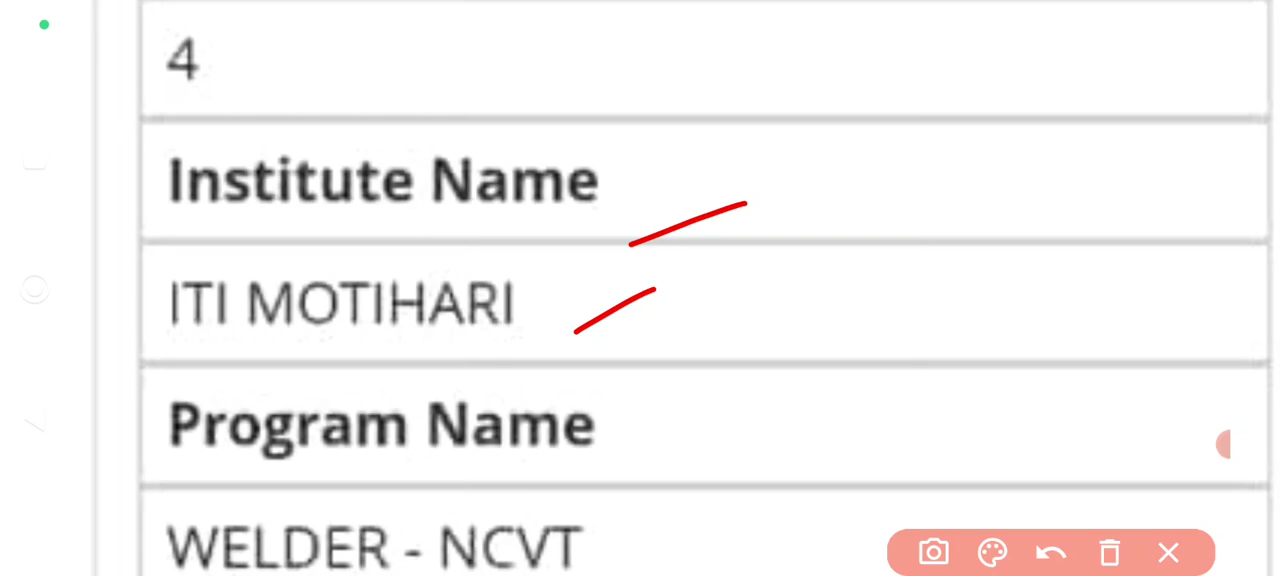 4
Institute Name
ITI MOTIHARI
Program Name
WELDER - NCVT